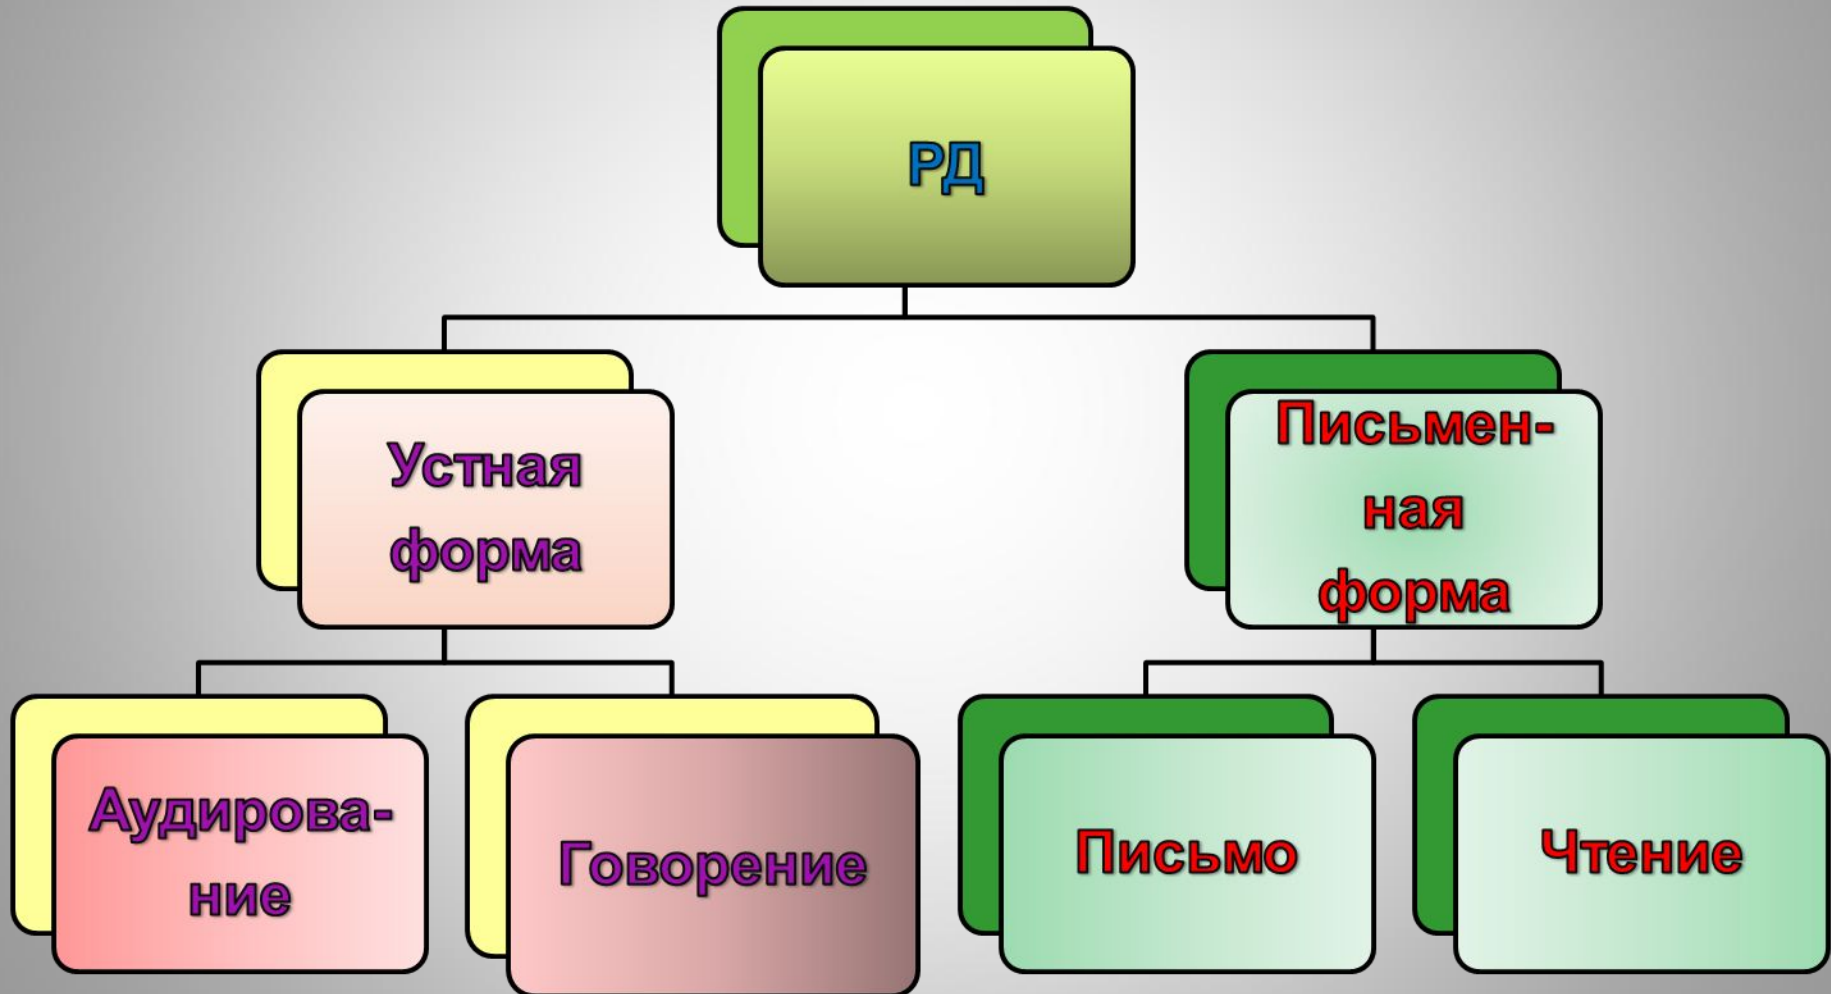 РД
Устная
форма
Письмен-
ная
форма
Аудирова-
ние
Говорение
Письмо
Чтение